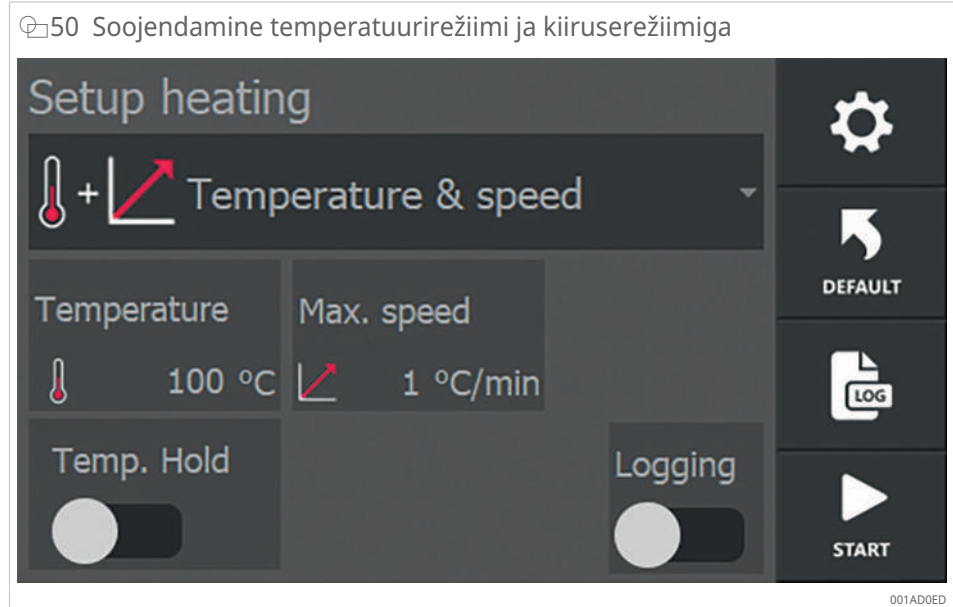 50 Soojendamine temperatuurirežiimi ja kiiruserežiimiga
Setup heating
+ Temperature & speed
Temperature
100 °C
Max. speed
1 °C/min
Temp. Hold
Logging
DEFAULT
LOG
START
001AD0ED